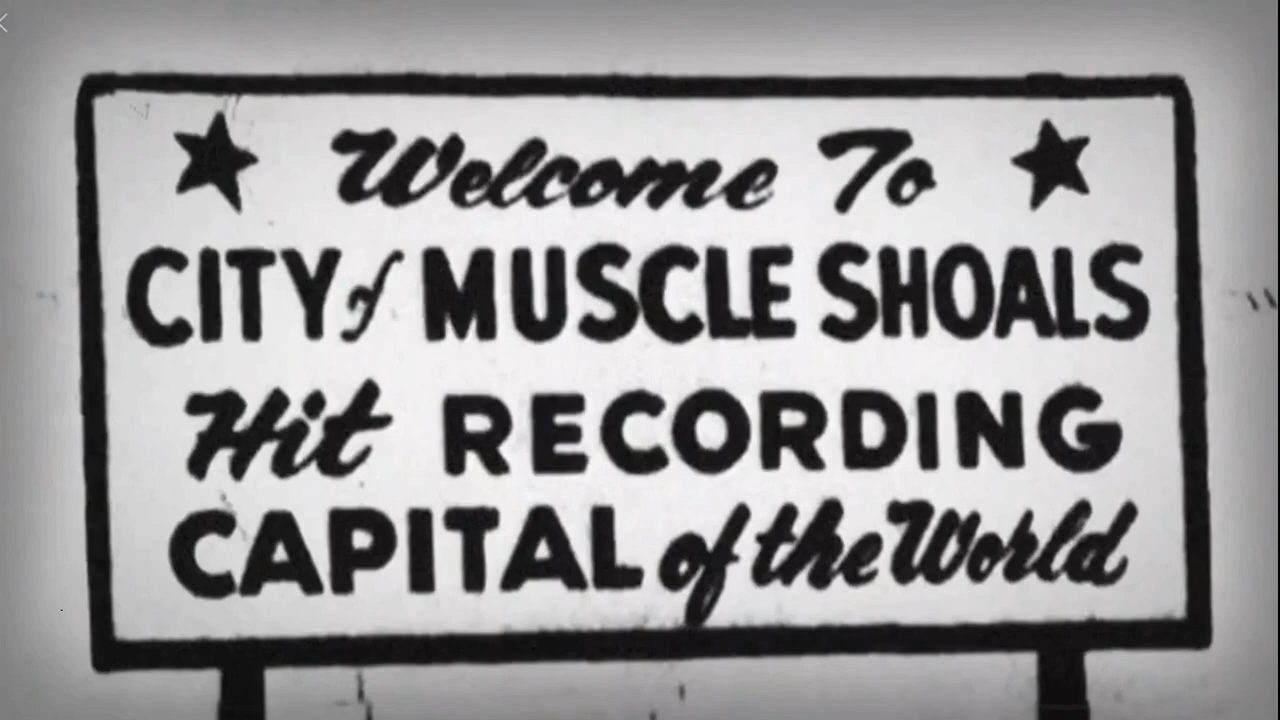 Welcome To
CITY of MUSCLE SHOALS
Hit RECORDING
CAPITAL of the World